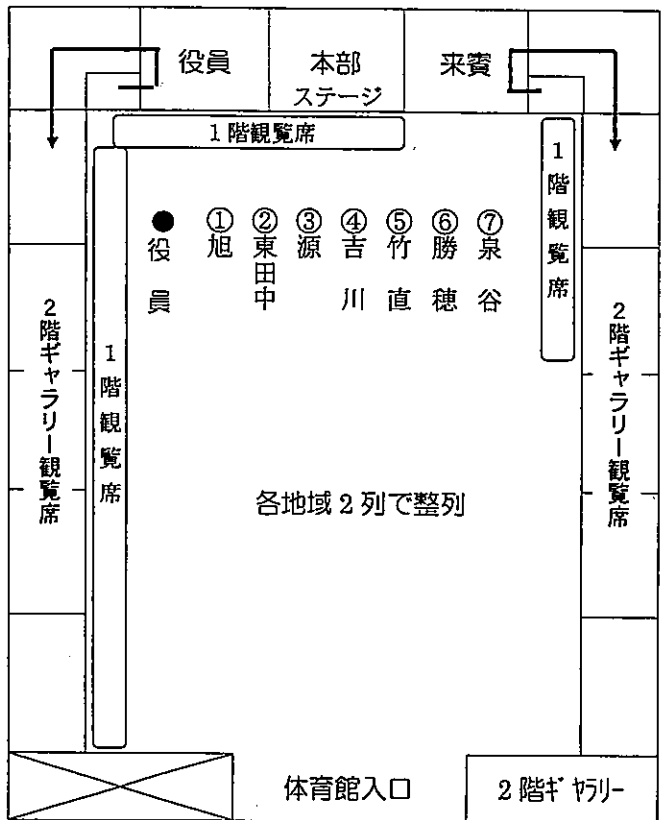 役員
本部
ステージ
来賓
1階観覧席
1階観覧席
●役員
①旭
②東田中
③源
④吉川
⑤竹直
⑥勝穂
⑦泉谷
2階ギャラリー観覧席
1階観覧席
2階ギャラリー観覧席
各地域2列で整列
体育館入口
2階ギャラリー